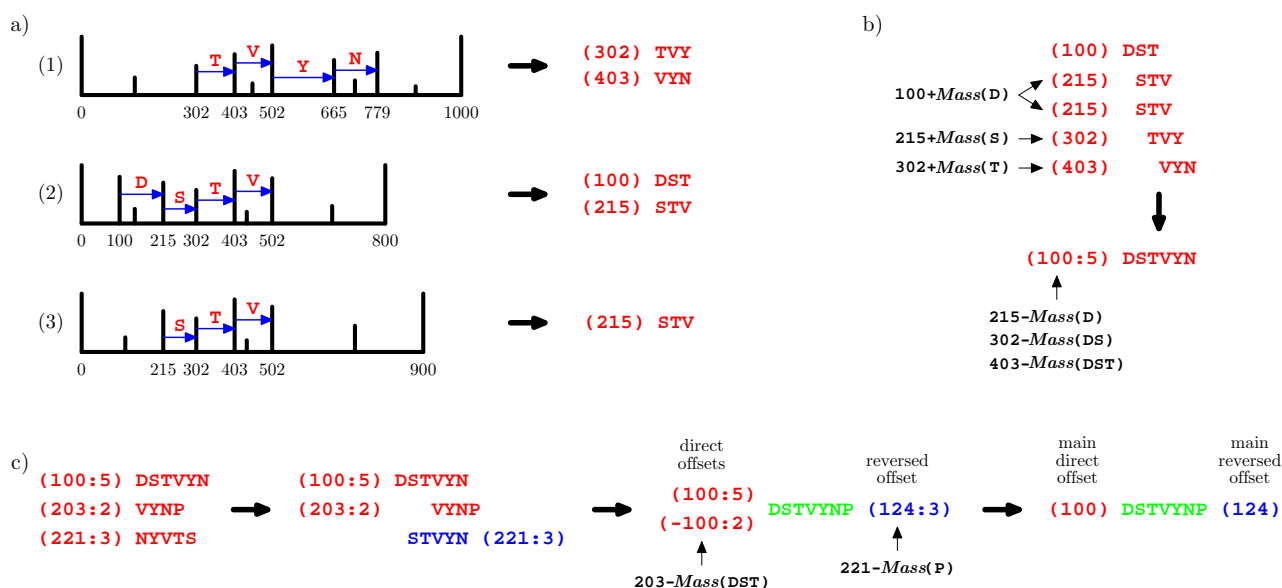 a)
T V Y N
(1)
0 302 403 502 665 779 1000
(302) TVY
(403) VYN
D S T V
(2)
0 100 215 302 403 502 800
(100) DST
(215) STV
S T V
(3)
0 215 302 403 502 900
(215) STV
b)
(100) DST
100+Mass(D)
(215) STV
(215) STV
215+Mass(S) (302) TVY
302+Mass(T) (403) VYN
(100:5) DSTVYN
215-Mass(D)
302-Mass(DS)
403-Mass(DST)
c)
(100:5) DSTVYN
(203:2) VYNP
(221:3) NYVTS
(100:5) DSTVYN
(203:2) VYNP
STVYN (221:3)
direct
offsets
(100:5)
(-100:2)
203-Mass(DST)
reversed
offset
DSTVYNP (124:3)
221-Mass(P)
main
direct
offset
main
reversed
offset
(100) DSTVYNP (124)